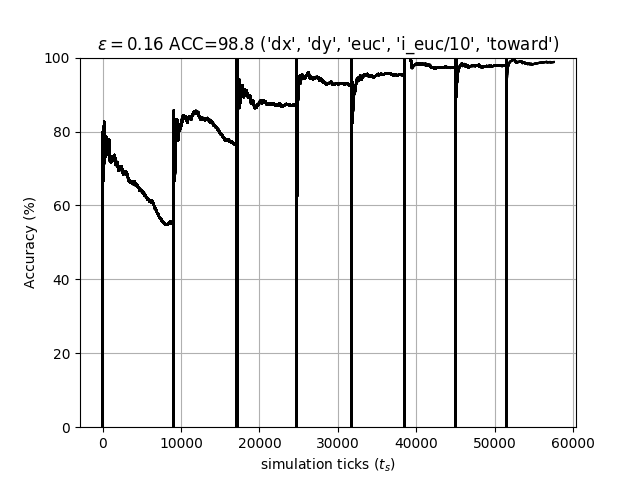 ε = 0.16 ACC=98.8 ('dx', 'dy', 'euc', 'i_euc/10', 'toward')
100
80
60
40
20
0
Accuracy (%)
0 10000 20000 30000 40000 50000 60000
simulation ticks (tₛ)